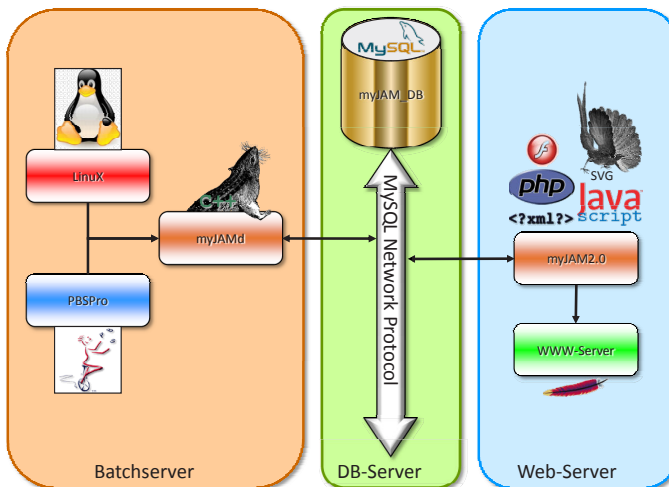 MySQL
myJAM_DB
LinuX
C++
myJAMd
PBSPro
MySQL Network Protocol
SVG
php
Java
script
<?xml?>
myJAM2.0
WWW-Server
Batchserver
DB-Server
Web-Server